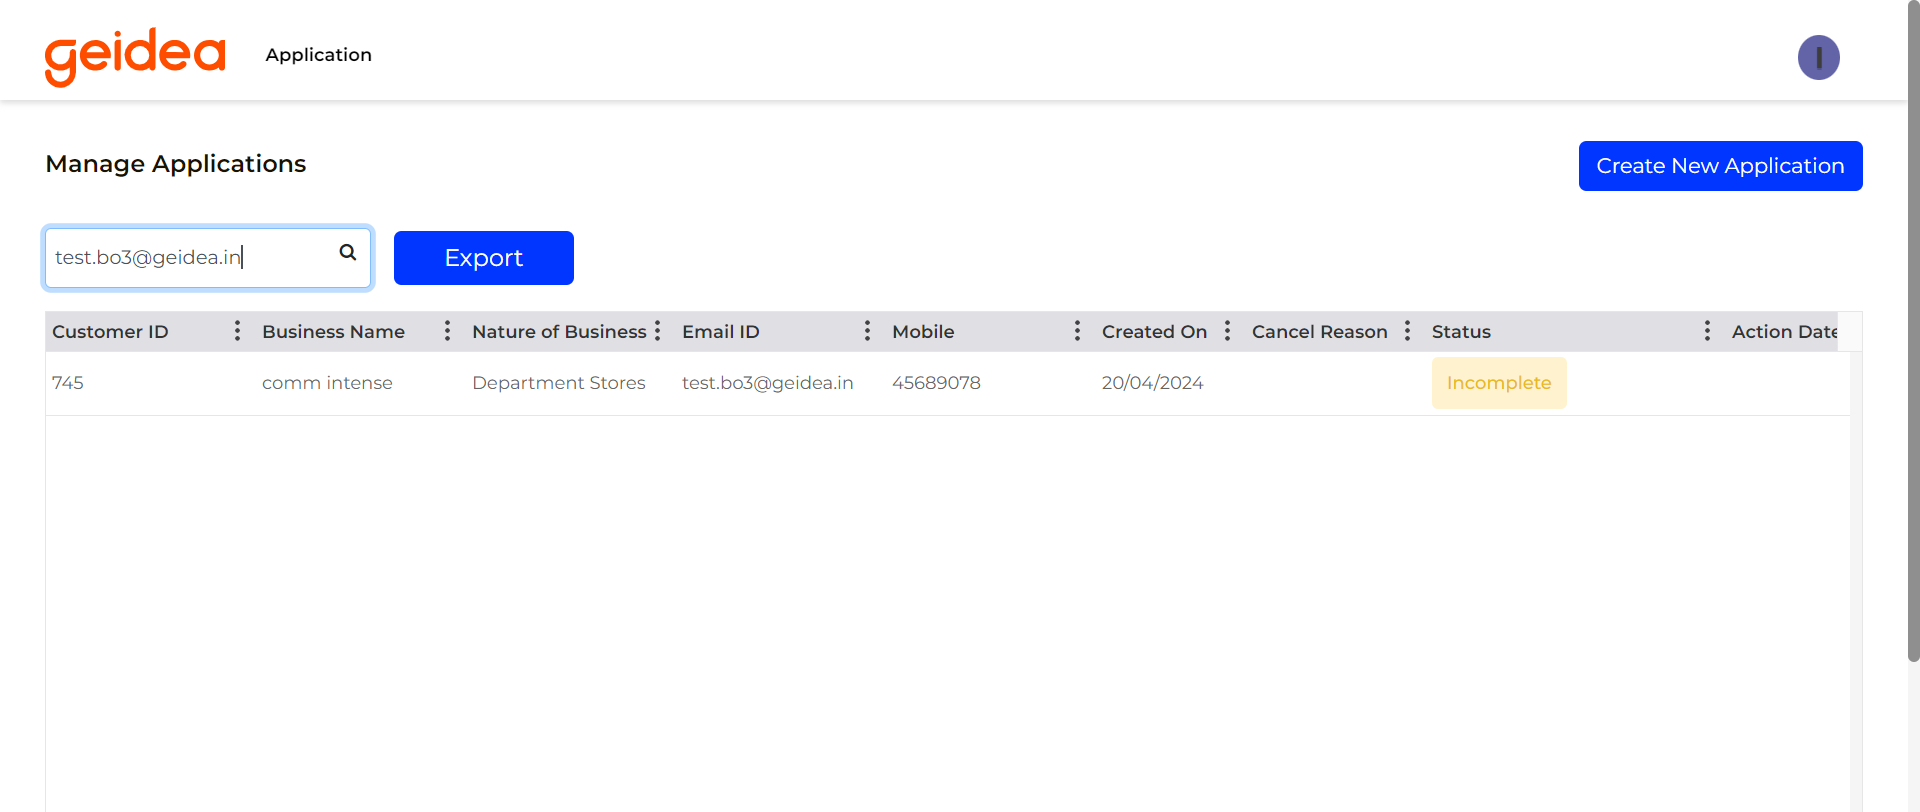 geidea Application I
Manage Applications Create New Application
test.bo3@geidea.in Export
Customer ID Business Name Nature of Business Email ID Mobile Created On Cancel Reason Status Action Date
745 comm intense Department Stores test.bo3@geidea.in 45689078 20/04/2024 Incomplete